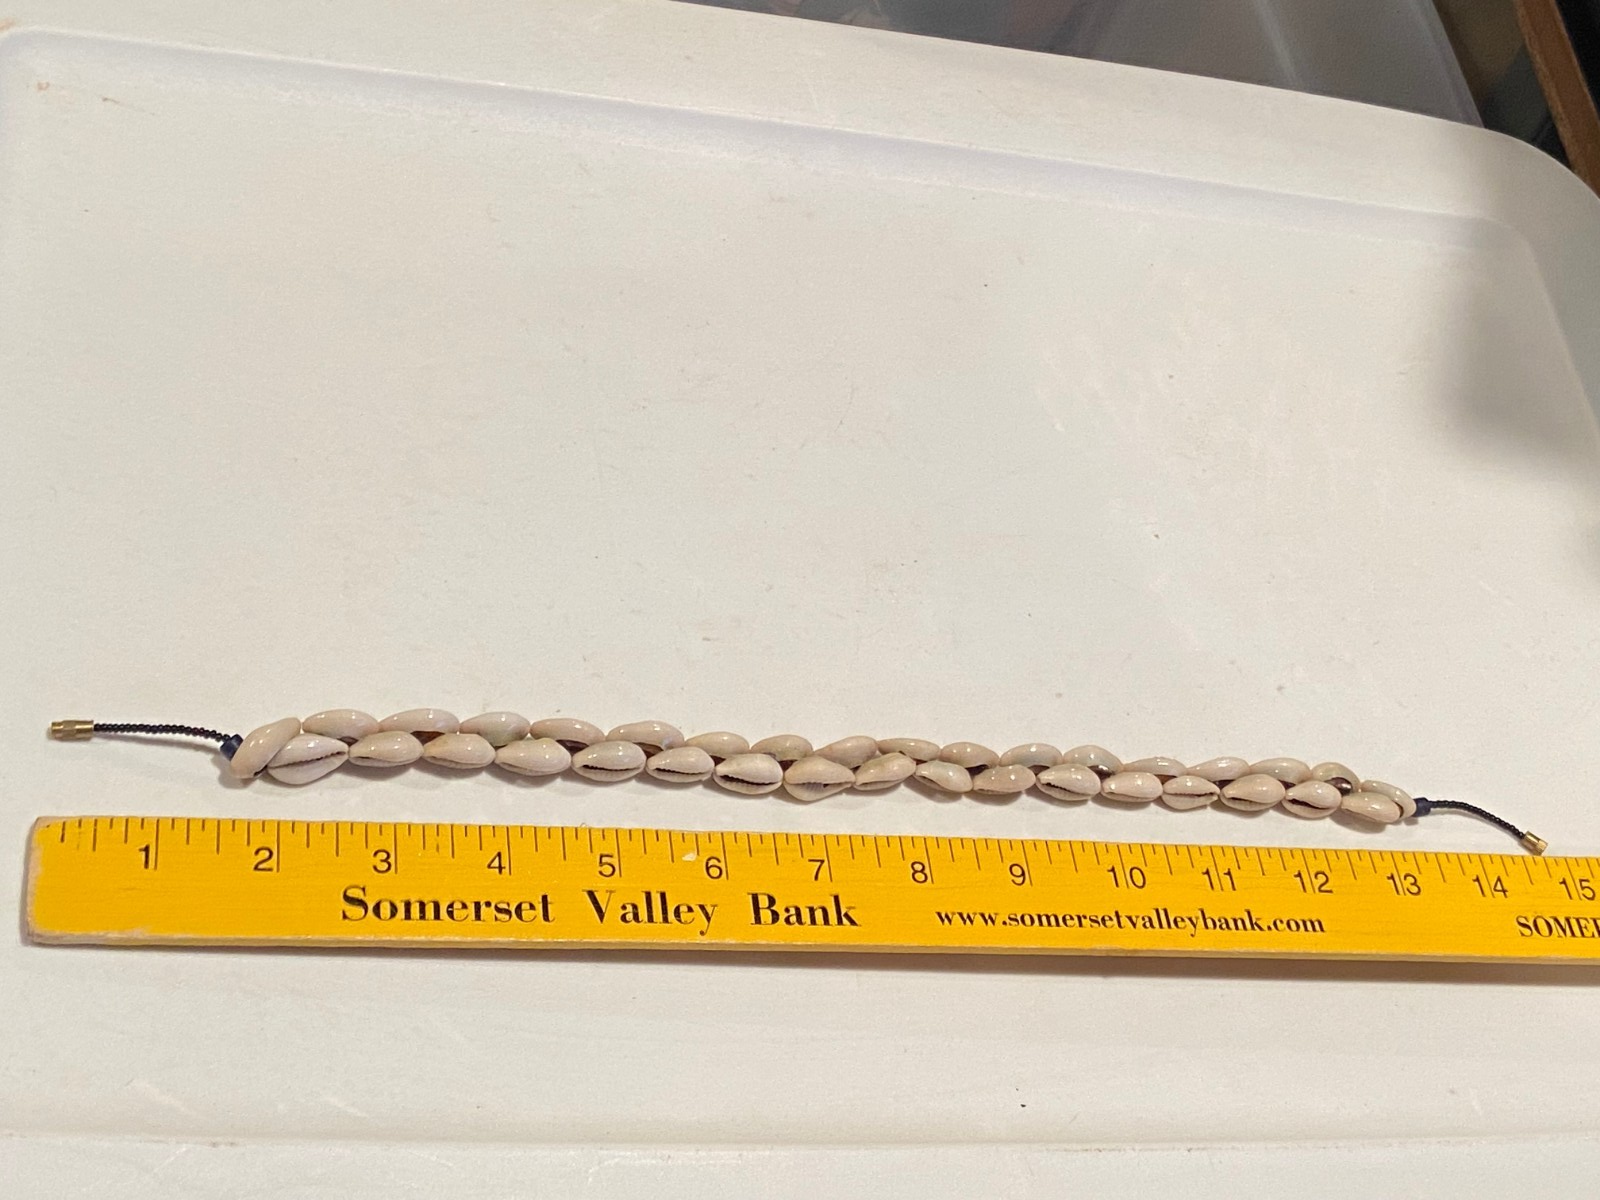 1 2 3 4 5 6 7 8 9 10 11 12 13 14 15
Somerset Valley Bank www.somersetvalleybank.com